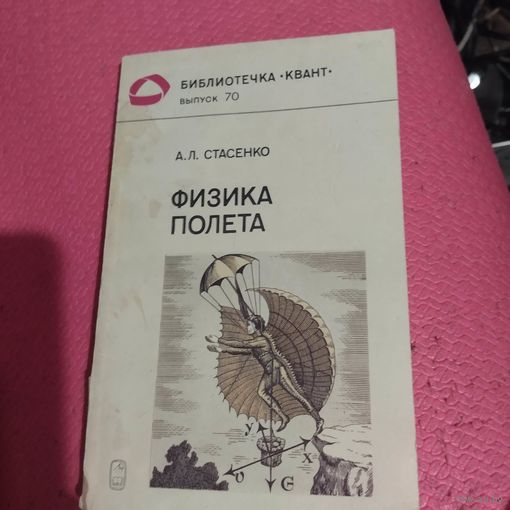 БИБЛИОТЕЧКА •КВАНТ•
ВЫПУСК 70
А.Л. СТАСЕНКО
ФИЗИКА
ПОЛЕТА
У
Х
О
G